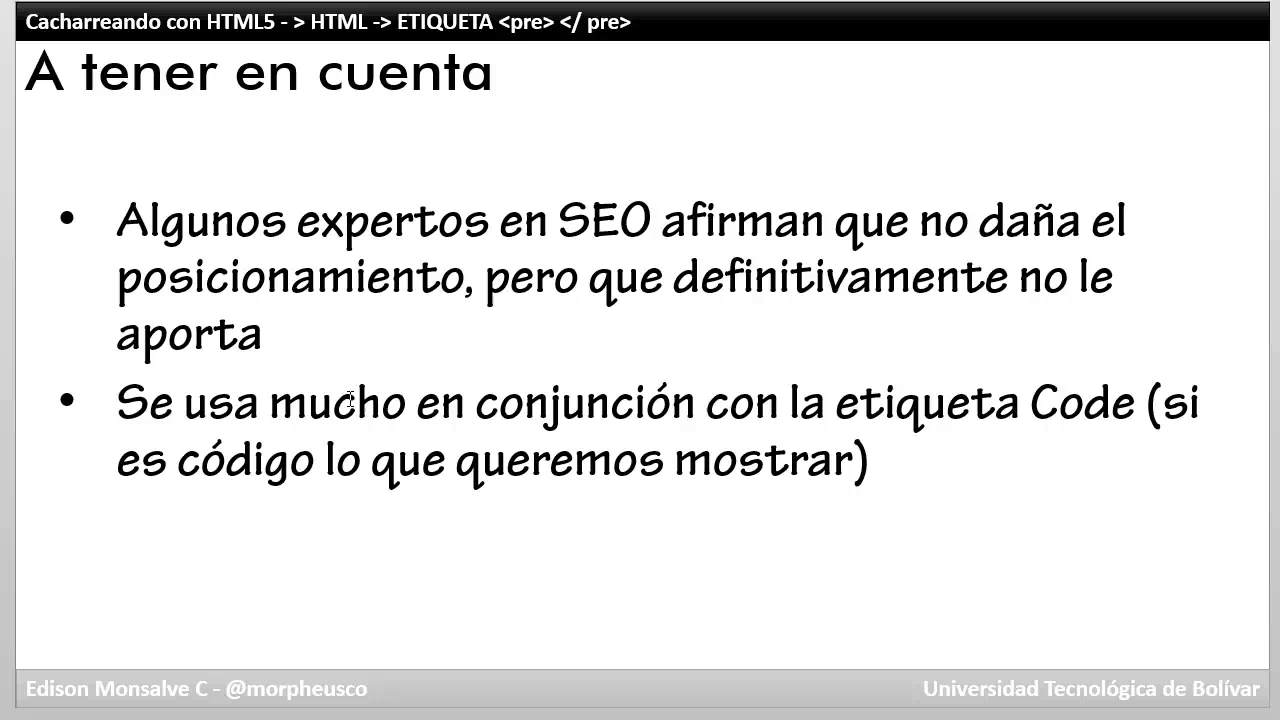 Cacharreando con HTML5 - > HTML -> ETIQUETA <pre> </ pre>
A tener en cuenta
• Algunos expertos en SEO afirman que no daña el
posicionamiento, pero que definitivamente no le
aporta
• Se usa mucho en conjunción con la etiqueta Code (si
es código lo que queremos mostrar)
Edison Monsalve C - @morpheusco
Universidad Tecnológica de Bolívar